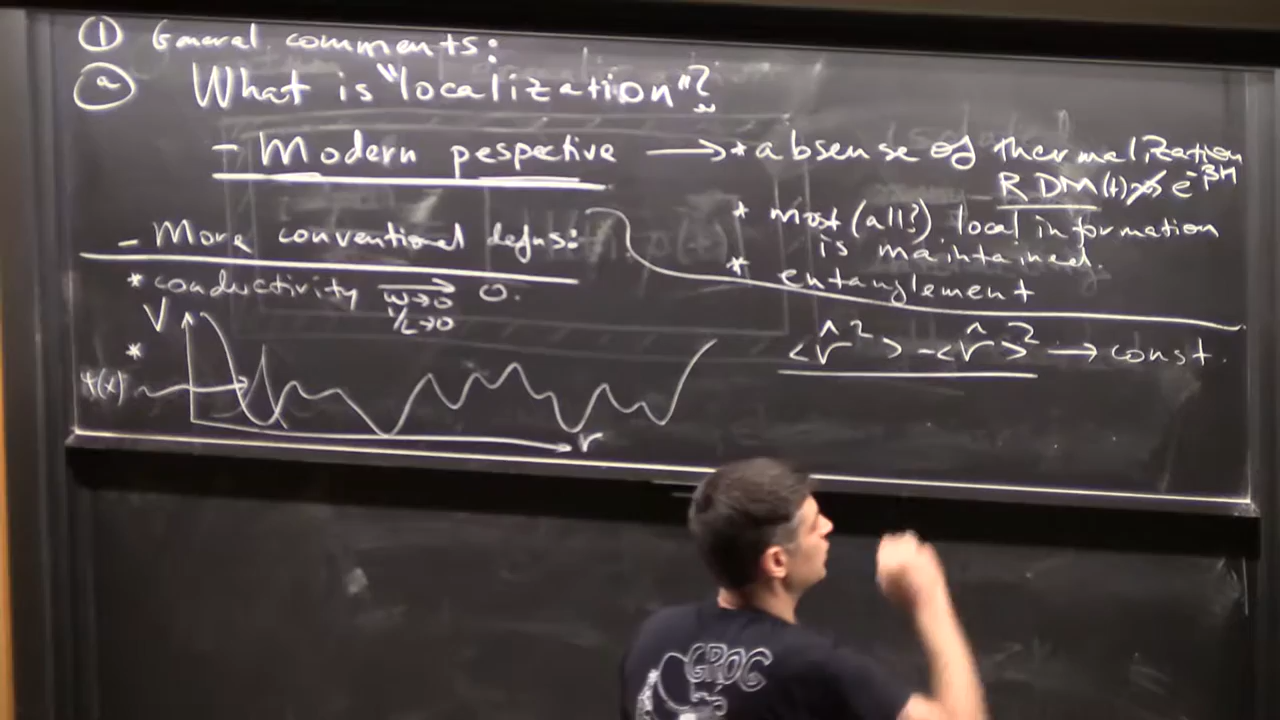 ① General comments:
ⓐ What is "localization"?
- Modern pespective → * absense of thermalization
RDM(t) ≁ e^{-βH}
* most (all?) local information
is maintained.
* entanglement
- More conventional defns:
* conductivity → 0.
ω→0
1/L→0
* V
ψ(x)
r
<r̂²> - <r̂>² → const.
GROG